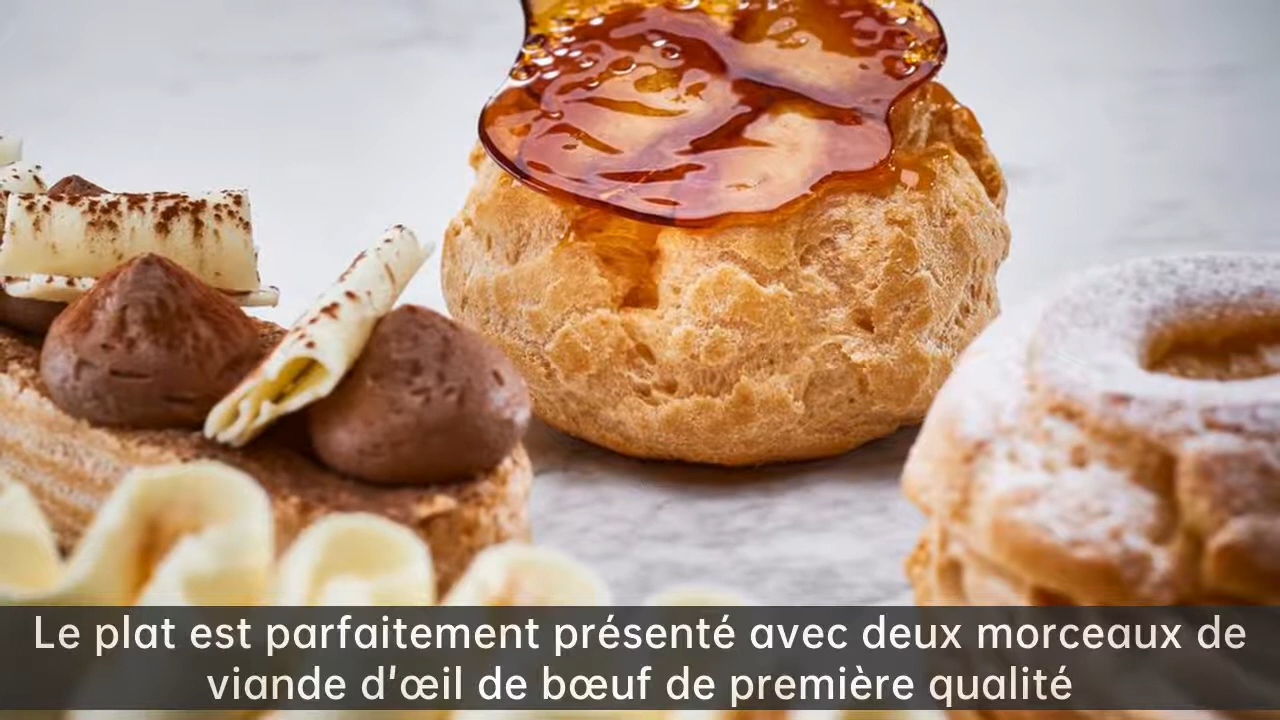 Le plat est parfaitement présenté avec deux morceaux de
viande d'œil de bœuf de première qualité